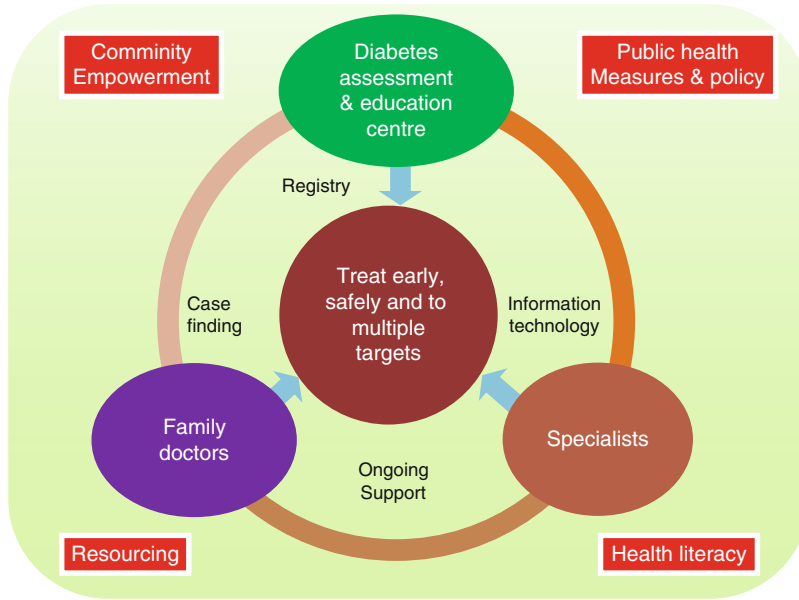 Comminity
Empowerment
Diabetes
assessment
& education
centre
Public health
Measures & policy
Registry
Treat early,
safely and to
multiple
targets
Case
finding
Information
technology
Family
doctors
Specialists
Ongoing
Support
Resourcing
Health literacy